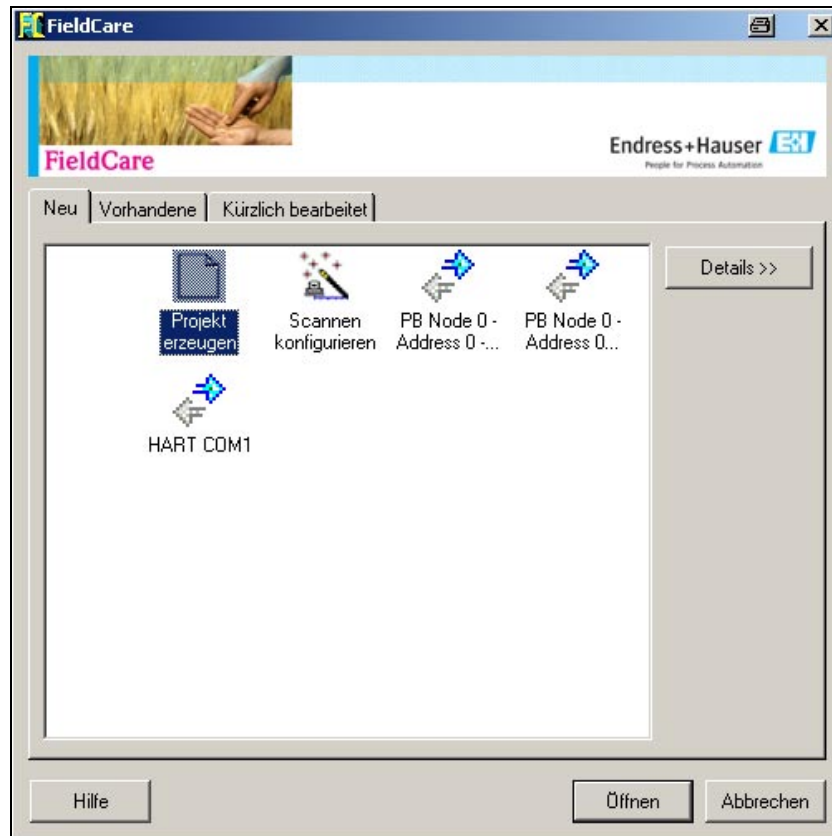 FieldCare
FieldCare
Endress+Hauser
People for Process Automation
Neu
Vorhandene
Kürzlich bearbeitet
Projekt
erzeugen
Scannen
konfigurieren
PB Node 0 -
Address 0 -...
PB Node 0 -
Address 0...
HART COM1
Details >>
Hilfe
Öffnen
Abbrechen